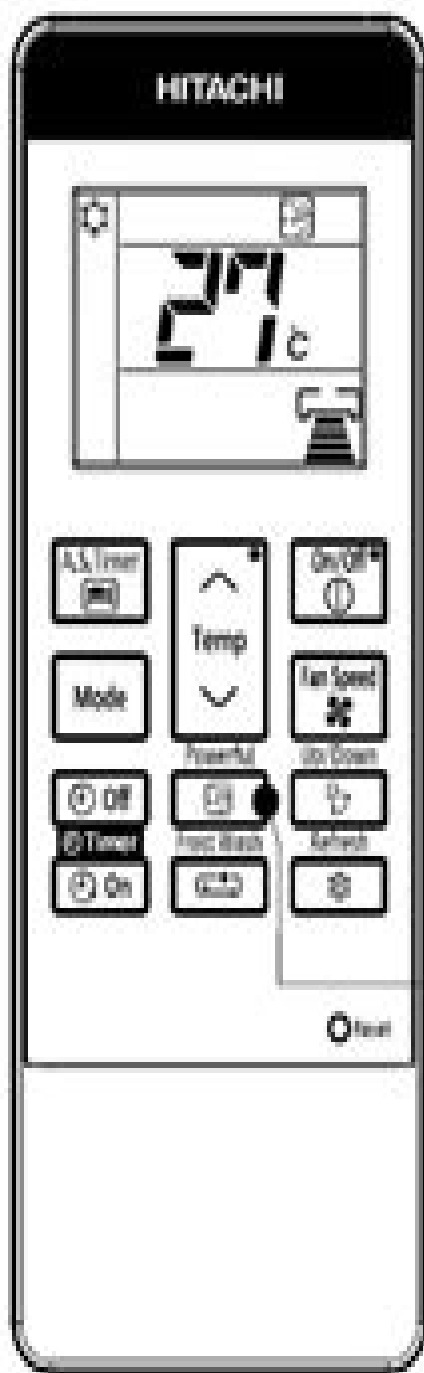 HITACHI
27 °C
A.S.Timer
On/Off
Temp
Mode
Fan Speed
Powerful
Up/Down
Off
Timer
Frost Wash
Refresh
On
Reset